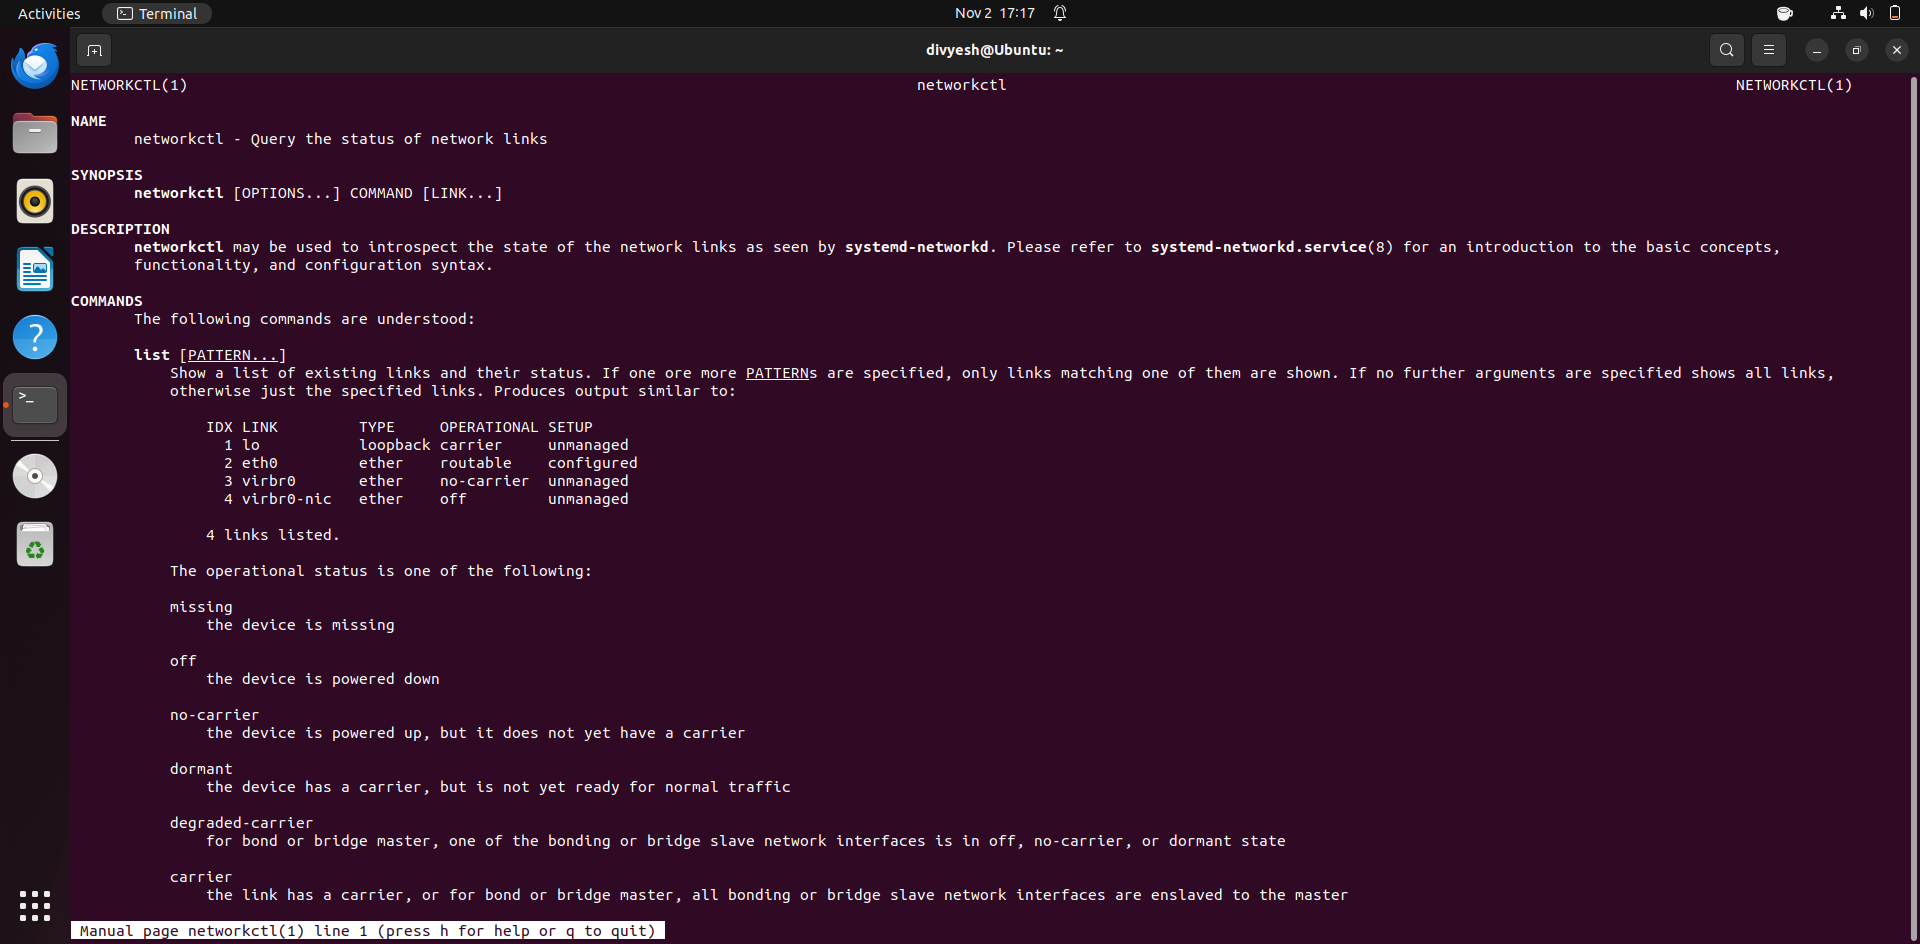 Activities
Terminal
Nov 2 17:17
divyesh@Ubuntu: ~
NETWORKCTL(1) networkctl NETWORKCTL(1)
NAME
networkctl - Query the status of network links
SYNOPSIS
networkctl [OPTIONS...] COMMAND [LINK...]
DESCRIPTION
networkctl may be used to introspect the state of the network links as seen by systemd-networkd. Please refer to systemd-networkd.service(8) for an introduction to the basic concepts,
functionality, and configuration syntax.
COMMANDS
The following commands are understood:
list [PATTERN...]
Show a list of existing links and their status. If one ore more PATTERNs are specified, only links matching one of them are shown. If no further arguments are specified shows all links,
otherwise just the specified links. Produces output similar to:
IDX LINK TYPE OPERATIONAL SETUP
1 lo loopback carrier unmanaged
2 eth0 ether routable configured
3 virbr0 ether no-carrier unmanaged
4 virbr0-nic ether off unmanaged
4 links listed.
The operational status is one of the following:
missing
the device is missing
off
the device is powered down
no-carrier
the device is powered up, but it does not yet have a carrier
dormant
the device has a carrier, but is not yet ready for normal traffic
degraded-carrier
for bond or bridge master, one of the bonding or bridge slave network interfaces is in off, no-carrier, or dormant state
carrier
the link has a carrier, or for bond or bridge master, all bonding or bridge slave network interfaces are enslaved to the master
Manual page networkctl(1) line 1 (press h for help or q to quit)